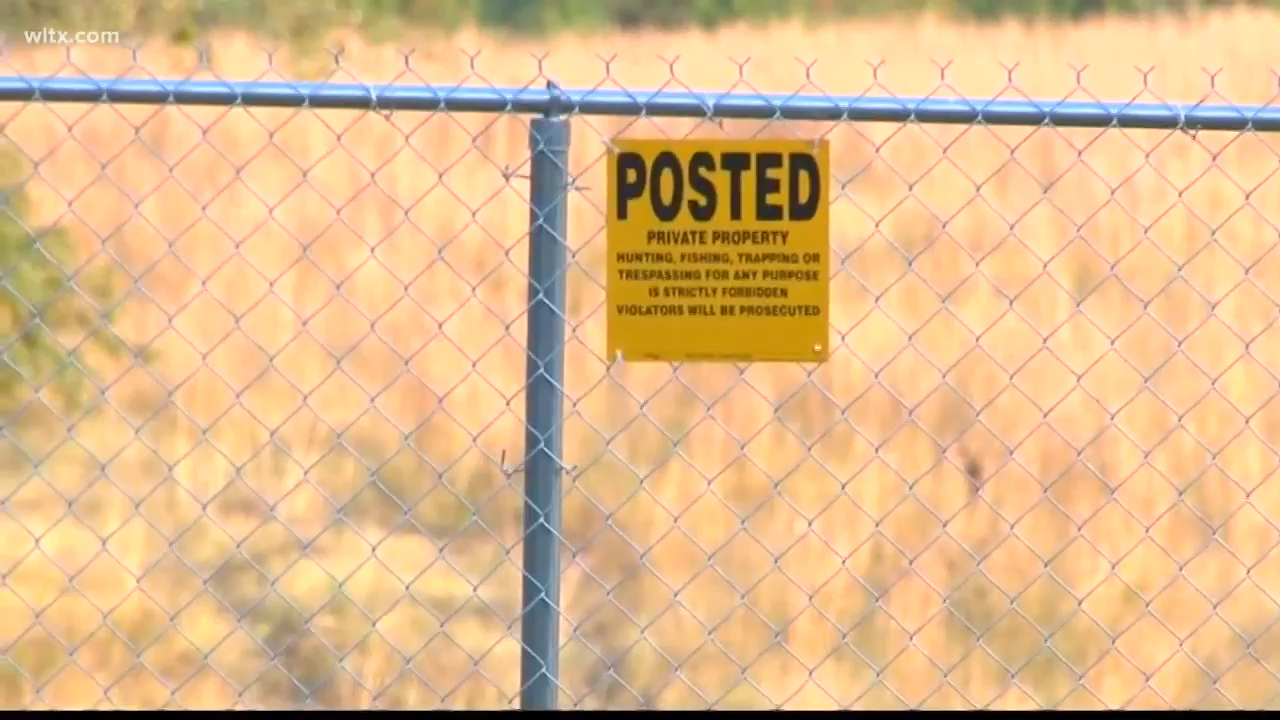 wltx.com
POSTED
PRIVATE PROPERTY
HUNTING, FISHING, TRAPPING OR
TRESPASSING FOR ANY PURPOSE
IS STRICTLY FORBIDDEN
VIOLATORS WILL BE PROSECUTED